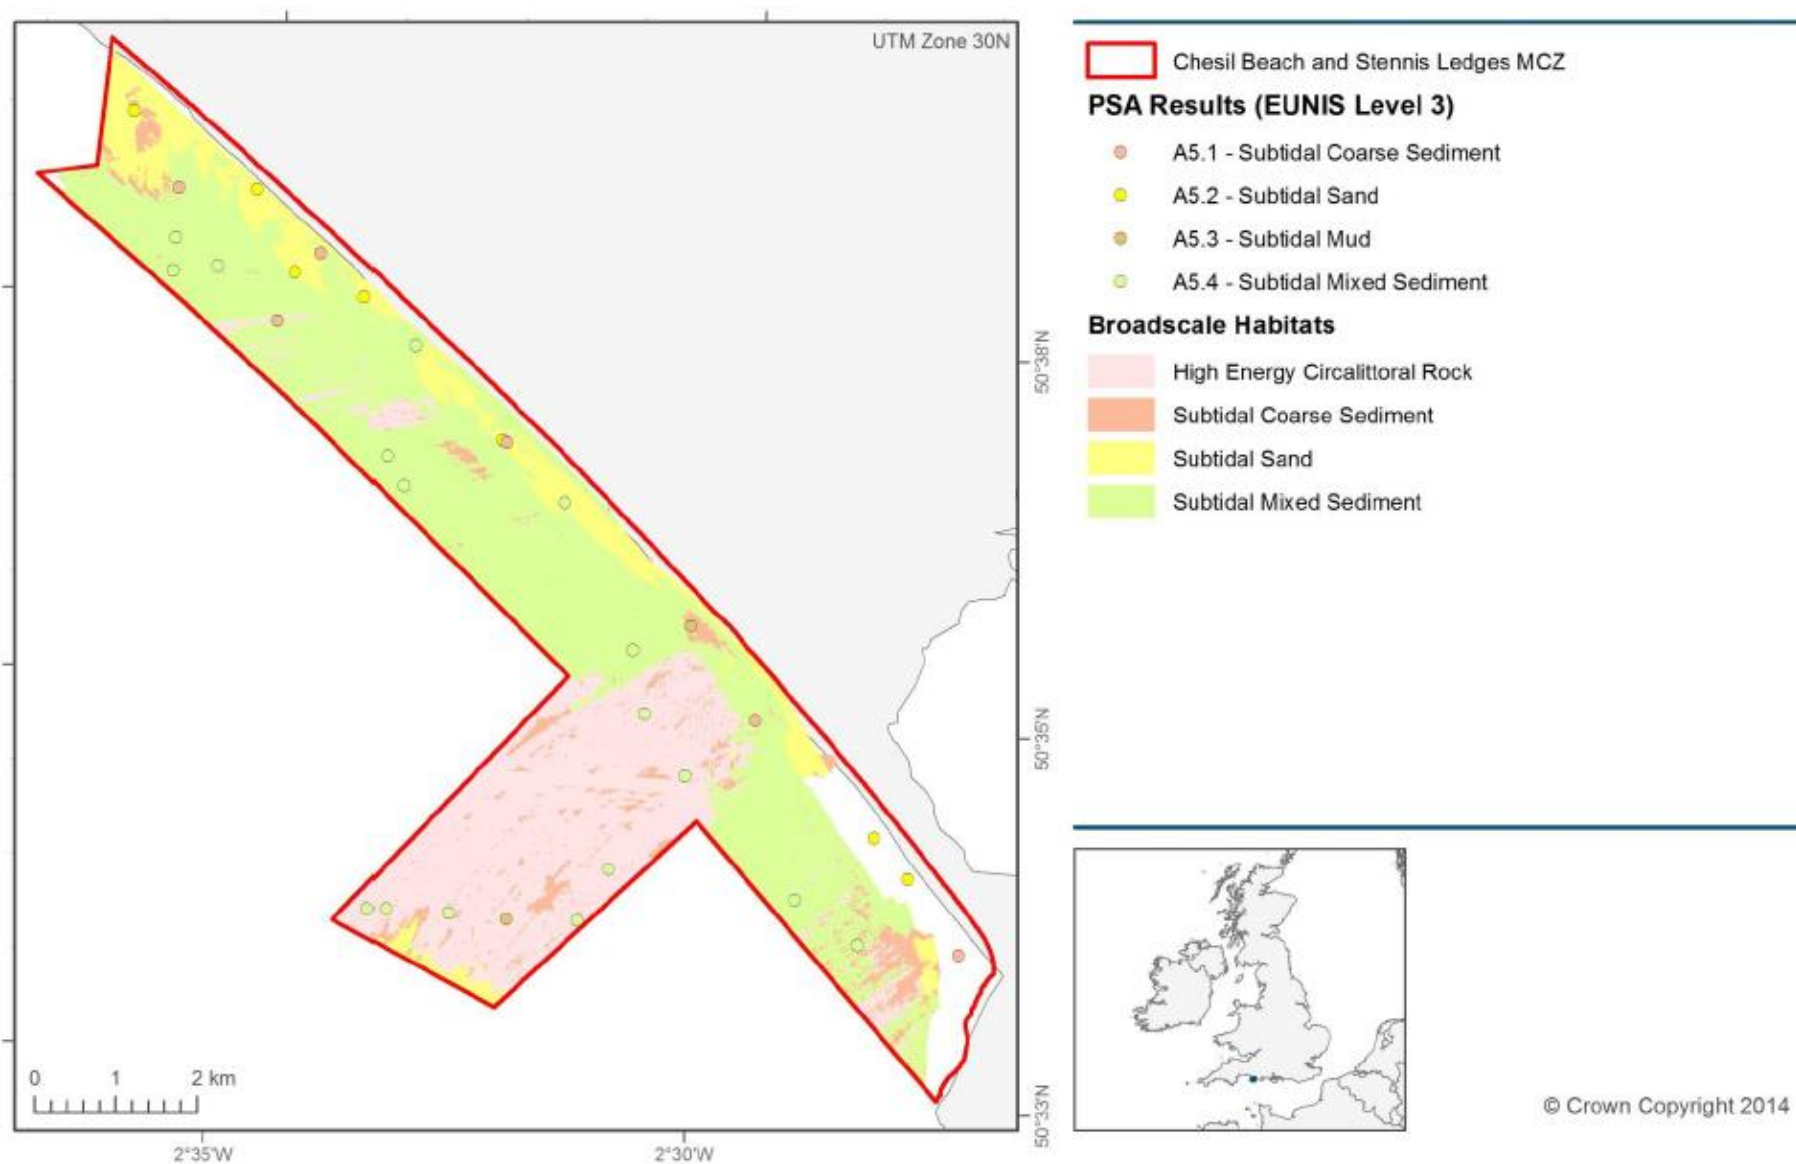 UTM Zone 30N
50°38'N
50°35'N
50°33'N
0 1 2 km
2°35'W 2°30'W
Chesil Beach and Stennis Ledges MCZ
PSA Results (EUNIS Level 3)
A5.1 - Subtidal Coarse Sediment
A5.2 - Subtidal Sand
A5.3 - Subtidal Mud
A5.4 - Subtidal Mixed Sediment
Broadscale Habitats
High Energy Circalittoral Rock
Subtidal Coarse Sediment
Subtidal Sand
Subtidal Mixed Sediment
© Crown Copyright 2014